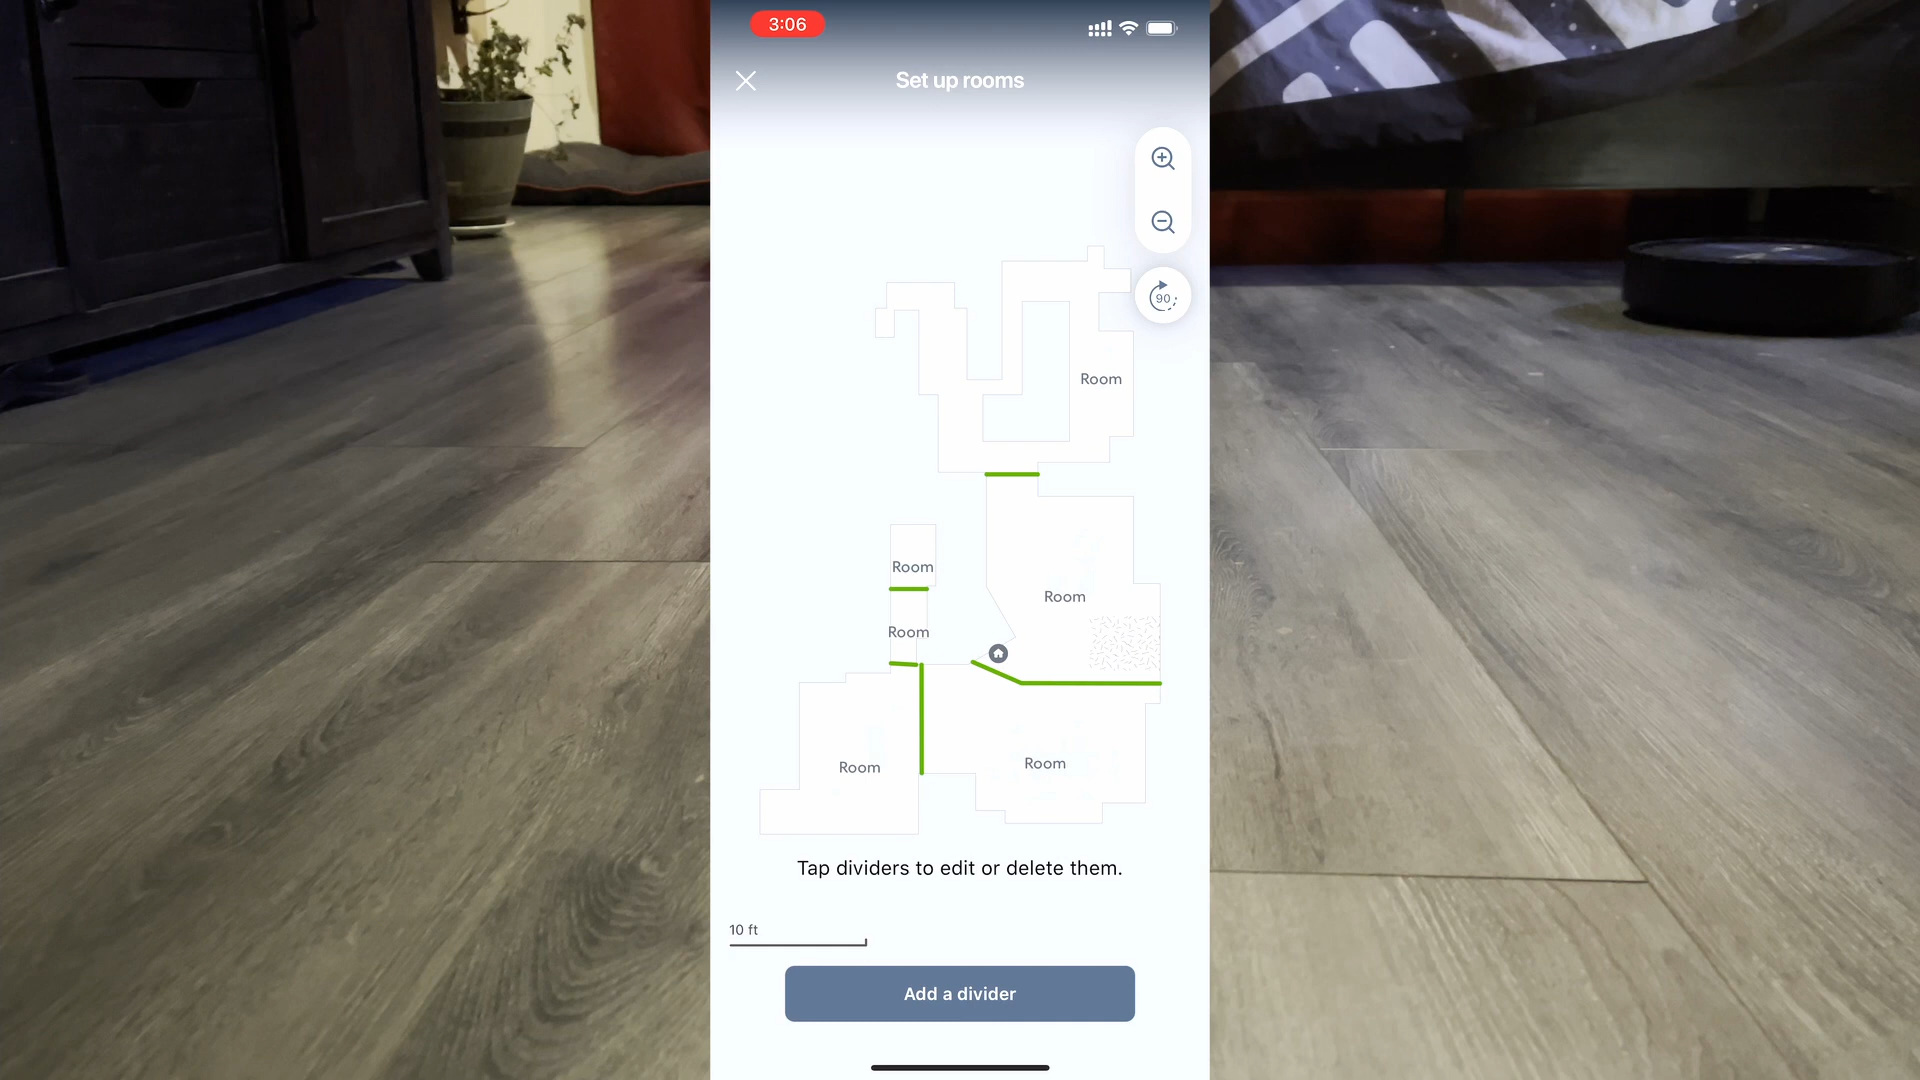 3:06
Set up rooms
90
Room
Room
Room
Room
Room
Room
Tap dividers to edit or delete them.
10 ft
Add a divider